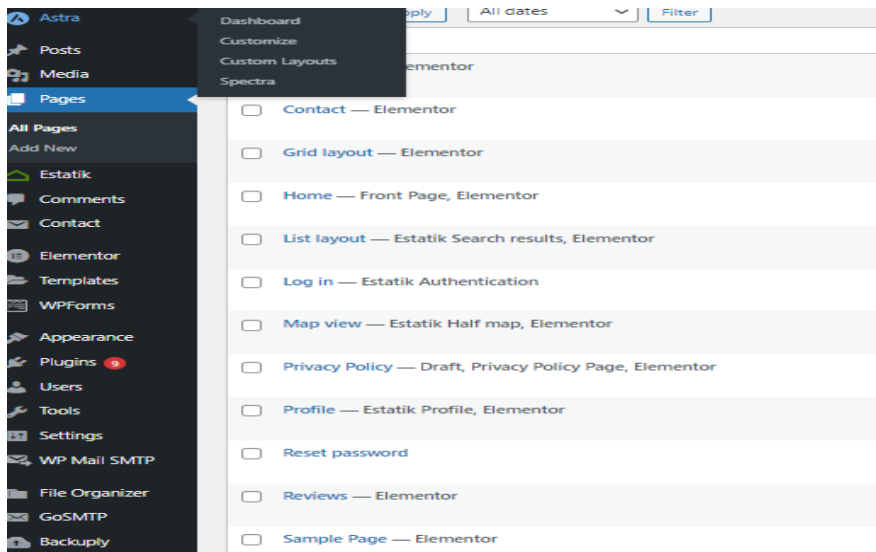 Astra
Posts
Media
Pages
All Pages
Add New
Estatik
Comments
Contact
Elementor
Templates
WPForms
Appearance
Plugins 9
Users
Tools
Settings
WP Mail SMTP
File Organizer
GoSMTP
Backuply
Dashboard
Customize
Custom Layouts
Spectra
All dates
Filter
Contact — Elementor
Grid layout — Elementor
Home — Front Page, Elementor
List layout — Estatik Search results, Elementor
Log in — Estatik Authentication
Map view — Estatik Half map, Elementor
Privacy Policy — Draft, Privacy Policy Page, Elementor
Profile — Estatik Profile, Elementor
Reset password
Reviews — Elementor
Sample Page — Elementor